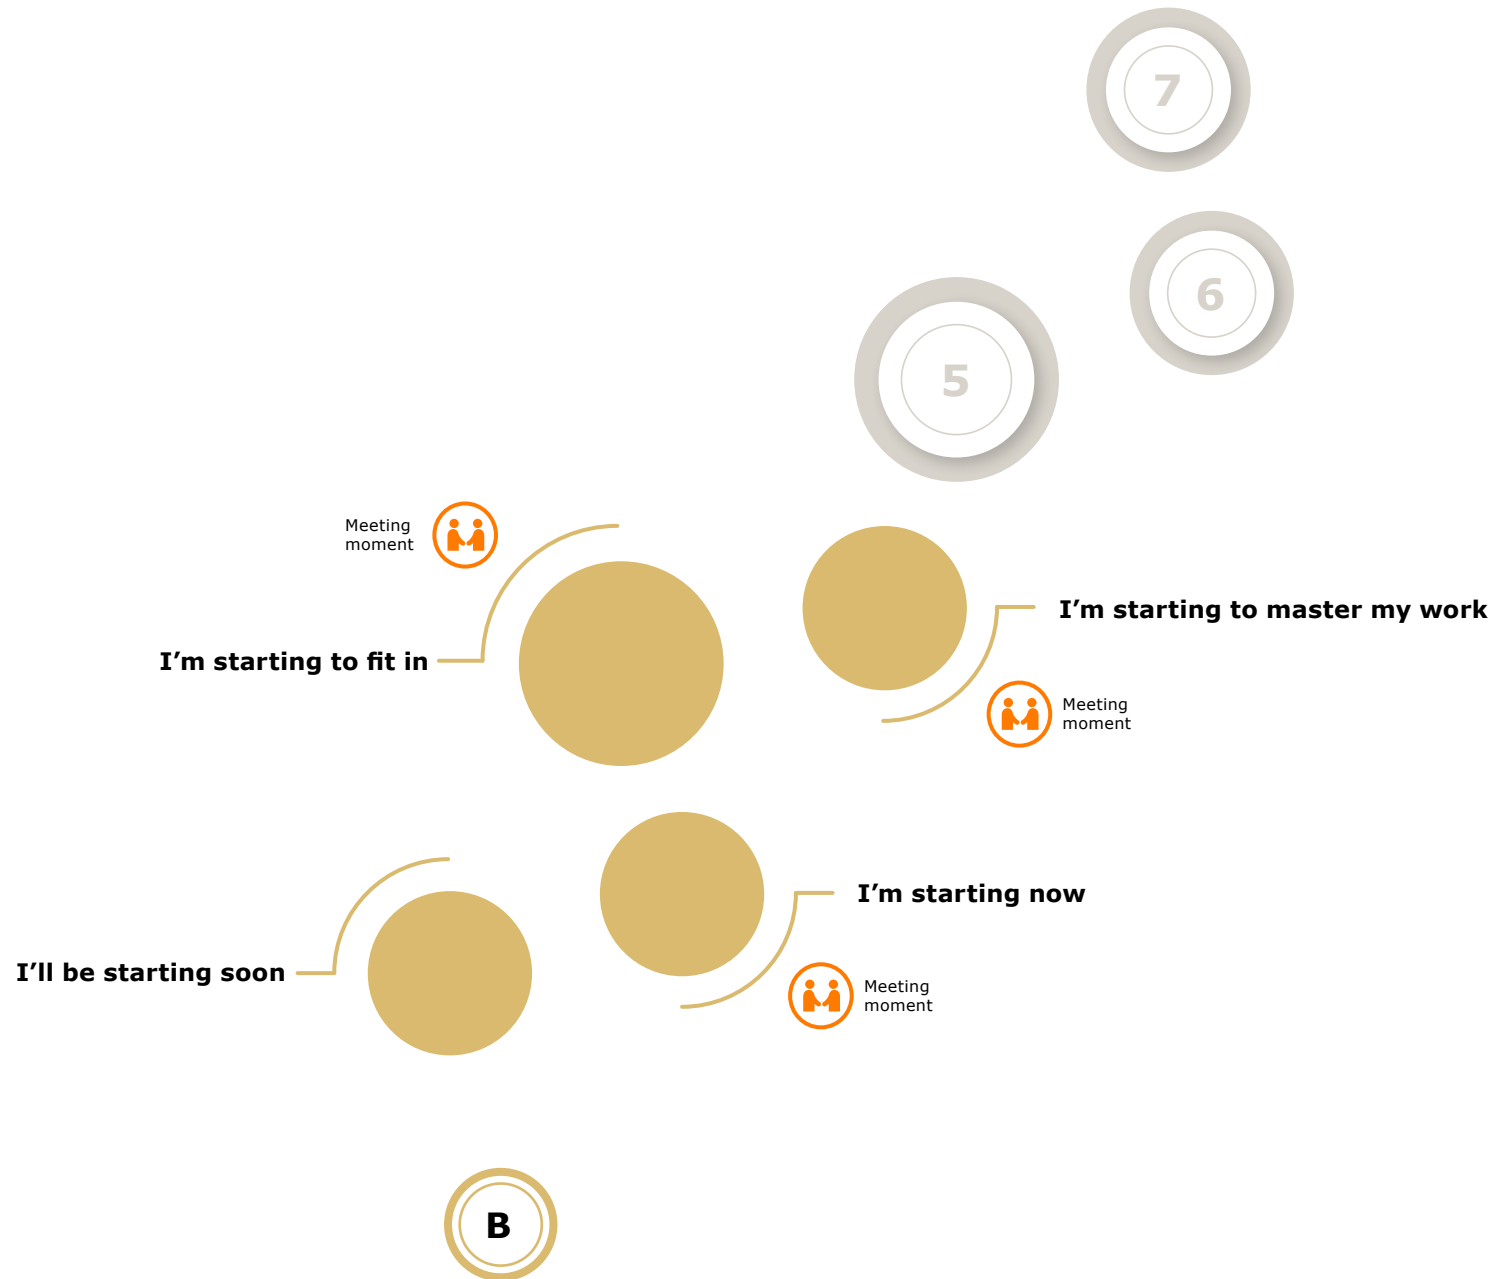 7
6
5
Meeting
moment
I’m starting to master my work
I’m starting to fit in
Meeting
moment
I’m starting now
I’ll be starting soon
Meeting
moment
B